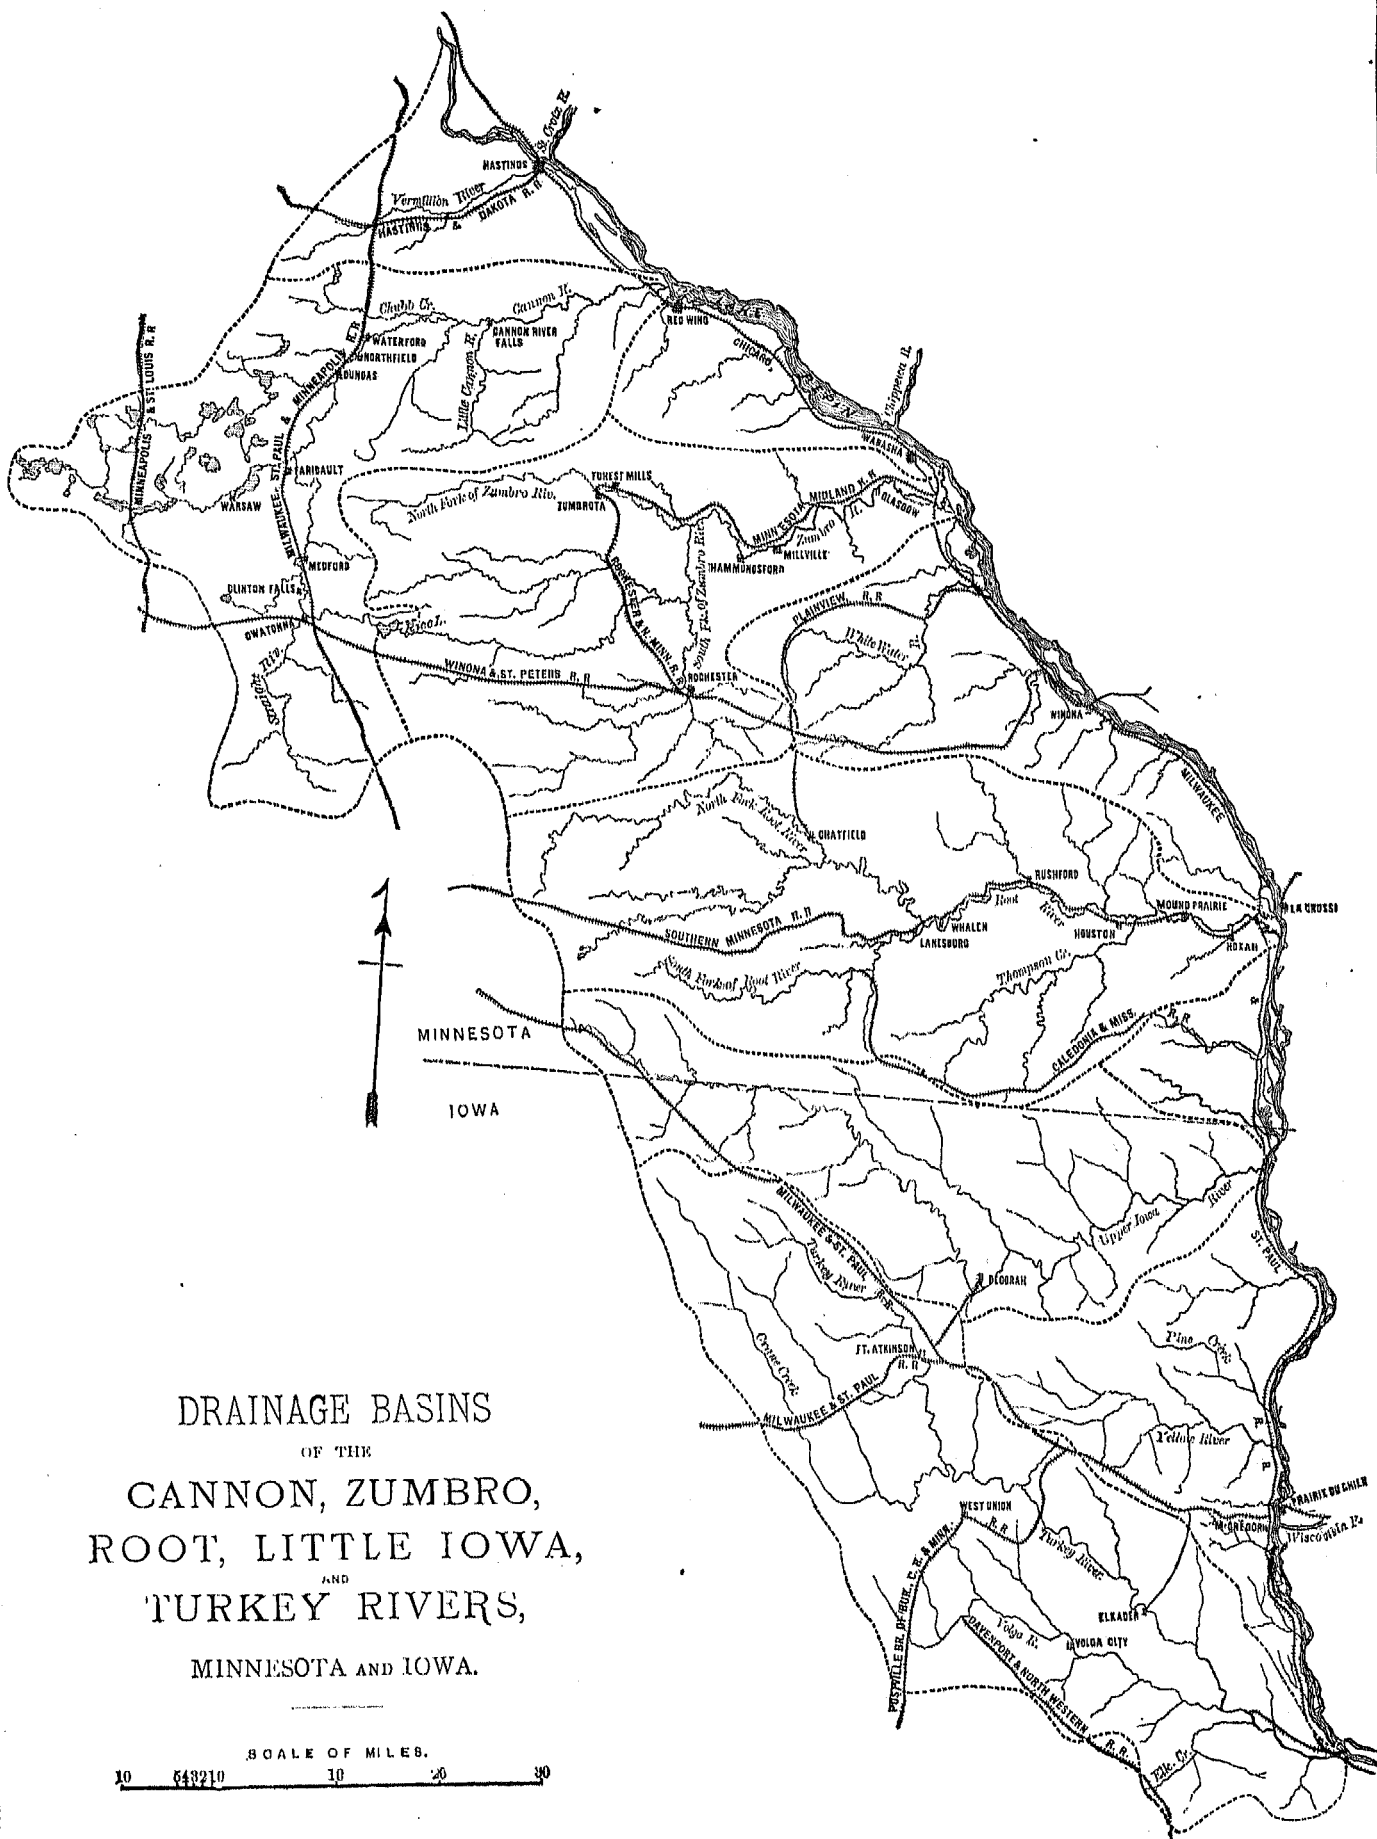 St. Croix R.
HASTINGS
Vermillion River
HASTINGS & DAKOTA R.R
Chubb Cr.
Cannon R.
RED WING
LAKE PEPIN
CANNON RIVER
FALLS
WATERFORD
NORTHFIELD
DUNDAS
Little Cannon R.
CHICAGO,
Chippewa R.
MINNEAPOLIS & ST. LOUIS R.R
MILWAUKEE ST. PAUL & MINNEAPOLIS R.R
WABASHA
FARIBAULT
WARSAW
FOREST MILLS
North Fork of Zumbro Riv.
ZUMBROTA
MINNESOTA MIDLAND R.R
GLASGOW
Zumbro R.
MILLVILLE
HAMMONDSFORD
South Fk. of Zumbro Riv.
MEDFORD
CLINTON FALLS
OWATONNA
Rice L.
ROCHESTER & N. MINN. R.R
PLAINVIEW R.R
White Water R.
WINONA & ST. PETERS R.R
ROCHESTER
Straight Riv.
WINONA
MILWAUKEE
North Fork Root River
CHATFIELD
RUSHFORD
Root River
MOUND PRAIRIE
LA CROSSE
WHALEN
LANESBORO
HOUSTON
HOKAH
SOUTHERN MINNESOTA R.R
South Fork of Root River
Thompson Cr.
CALEDONIA & MISS. R.R
MINNESOTA
IOWA
Upper Iowa River
MILWAUKEE & ST. PAUL R.R.
Turkey River
DECORAH
ST. PAUL
Crane Creek
FT. ATKINSON
MILWAUKEE & ST. PAUL R.R
Pine Creek
Yellow River
R.R.
PRAIRIE DU CHIEN
McGREGOR
Wisconsin R.
WEST UNION
POSTVILLE BR. OF BUR. C.R. & MINN. R.R
Turkey River
ELKADER
Volga R.
VOLGA CITY
DAVENPORT & NORTH WESTERN R.R.
Elk. Cr.
DRAINAGE BASINS
OF THE
CANNON, ZUMBRO,
ROOT, LITTLE IOWA,
AND
TURKEY RIVERS,
MINNESOTA AND IOWA.
SCALE OF MILES.
10 543210 10 20 30